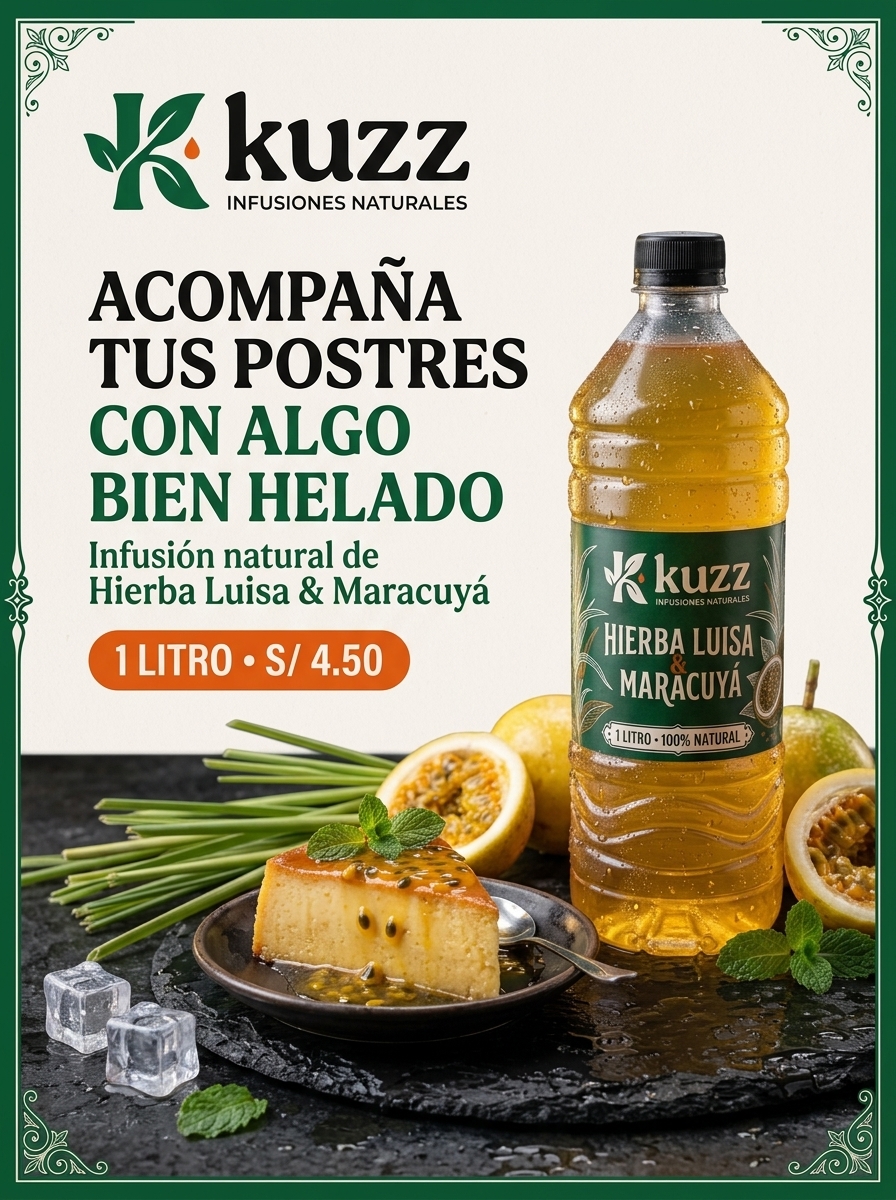 kuzz
INFUSIONES NATURALES
ACOMPAÑA
TUS POSTRES
CON ALGO
BIEN HELADO
Infusión natural de
Hierba Luisa & Maracuyá
1 LITRO • S/ 4.50
kuzz
INFUSIONES NATURALES
HIERBA LUISA
&
MARACUYÁ
1 LITRO • 100% NATURAL